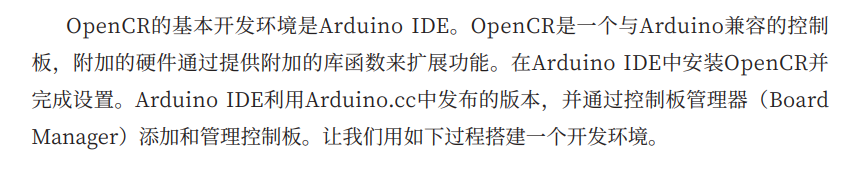 OpenCR的基本开发环境是Arduino IDE。OpenCR是一个与Arduino兼容的控制
板，附加的硬件通过提供附加的库函数来扩展功能。在Arduino IDE中安装OpenCR并
完成设置。Arduino IDE利用Arduino.cc中发布的版本，并通过控制板管理器（Board
Manager）添加和管理控制板。让我们用如下过程搭建一个开发环境。